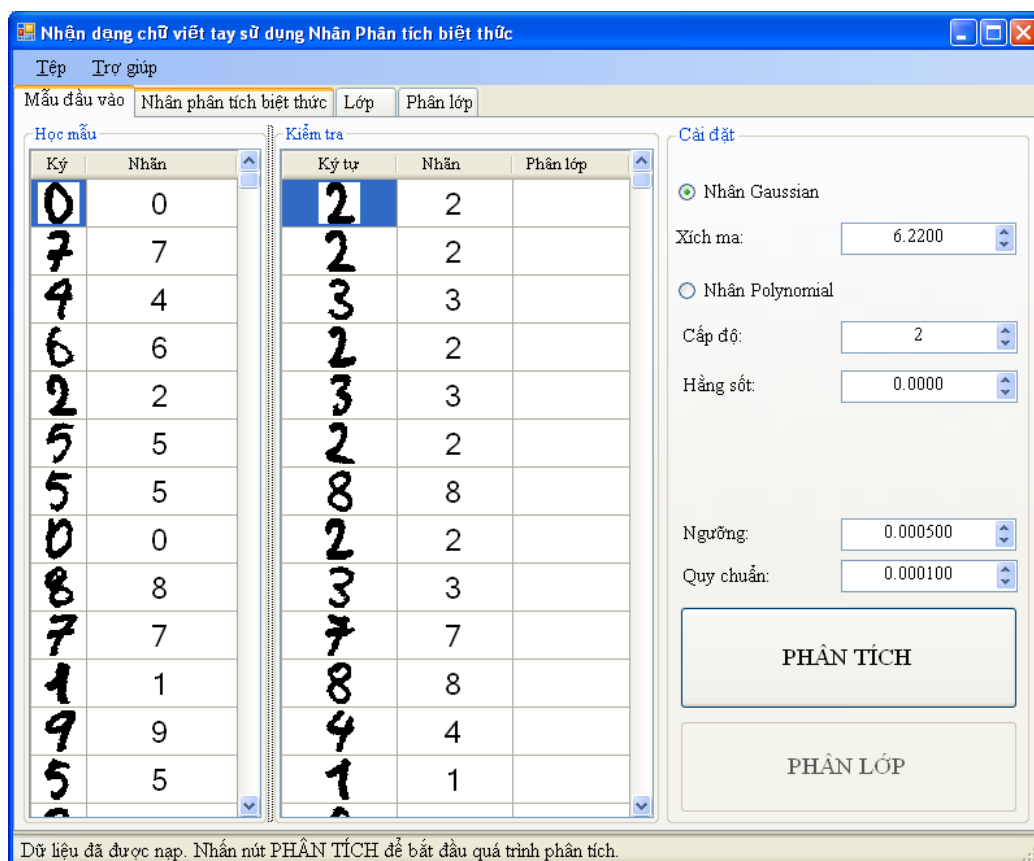 Nhận dạng chữ viết tay sử dụng Nhân Phân tích biệt thức
Tệp Trợ giúp
Mẫu đầu vào Nhân phân tích biệt thức Lớp Phân lớp
Học mẫu
Ký Nhãn
0 0
7 7
4 4
6 6
2 2
5 5
5 5
0 0
8 8
7 7
1 1
9 9
5 5
Kiểm tra
Ký tự Nhãn Phân lớp
2 2
2 2
3 3
2 2
3 3
2 2
8 8
2 2
3 3
7 7
8 8
4 4
1 1
Cài đặt
Nhân Gaussian
Xích ma: 6.2200
Nhân Polynomial
Cấp độ: 2
Hằng sốt: 0.0000
Ngưỡng: 0.000500
Quy chuẩn: 0.000100
PHÂN TÍCH
PHÂN LỚP
Dữ liệu đã được nạp. Nhấn nút PHÂN TÍCH để bắt đầu quá trình phân tích.